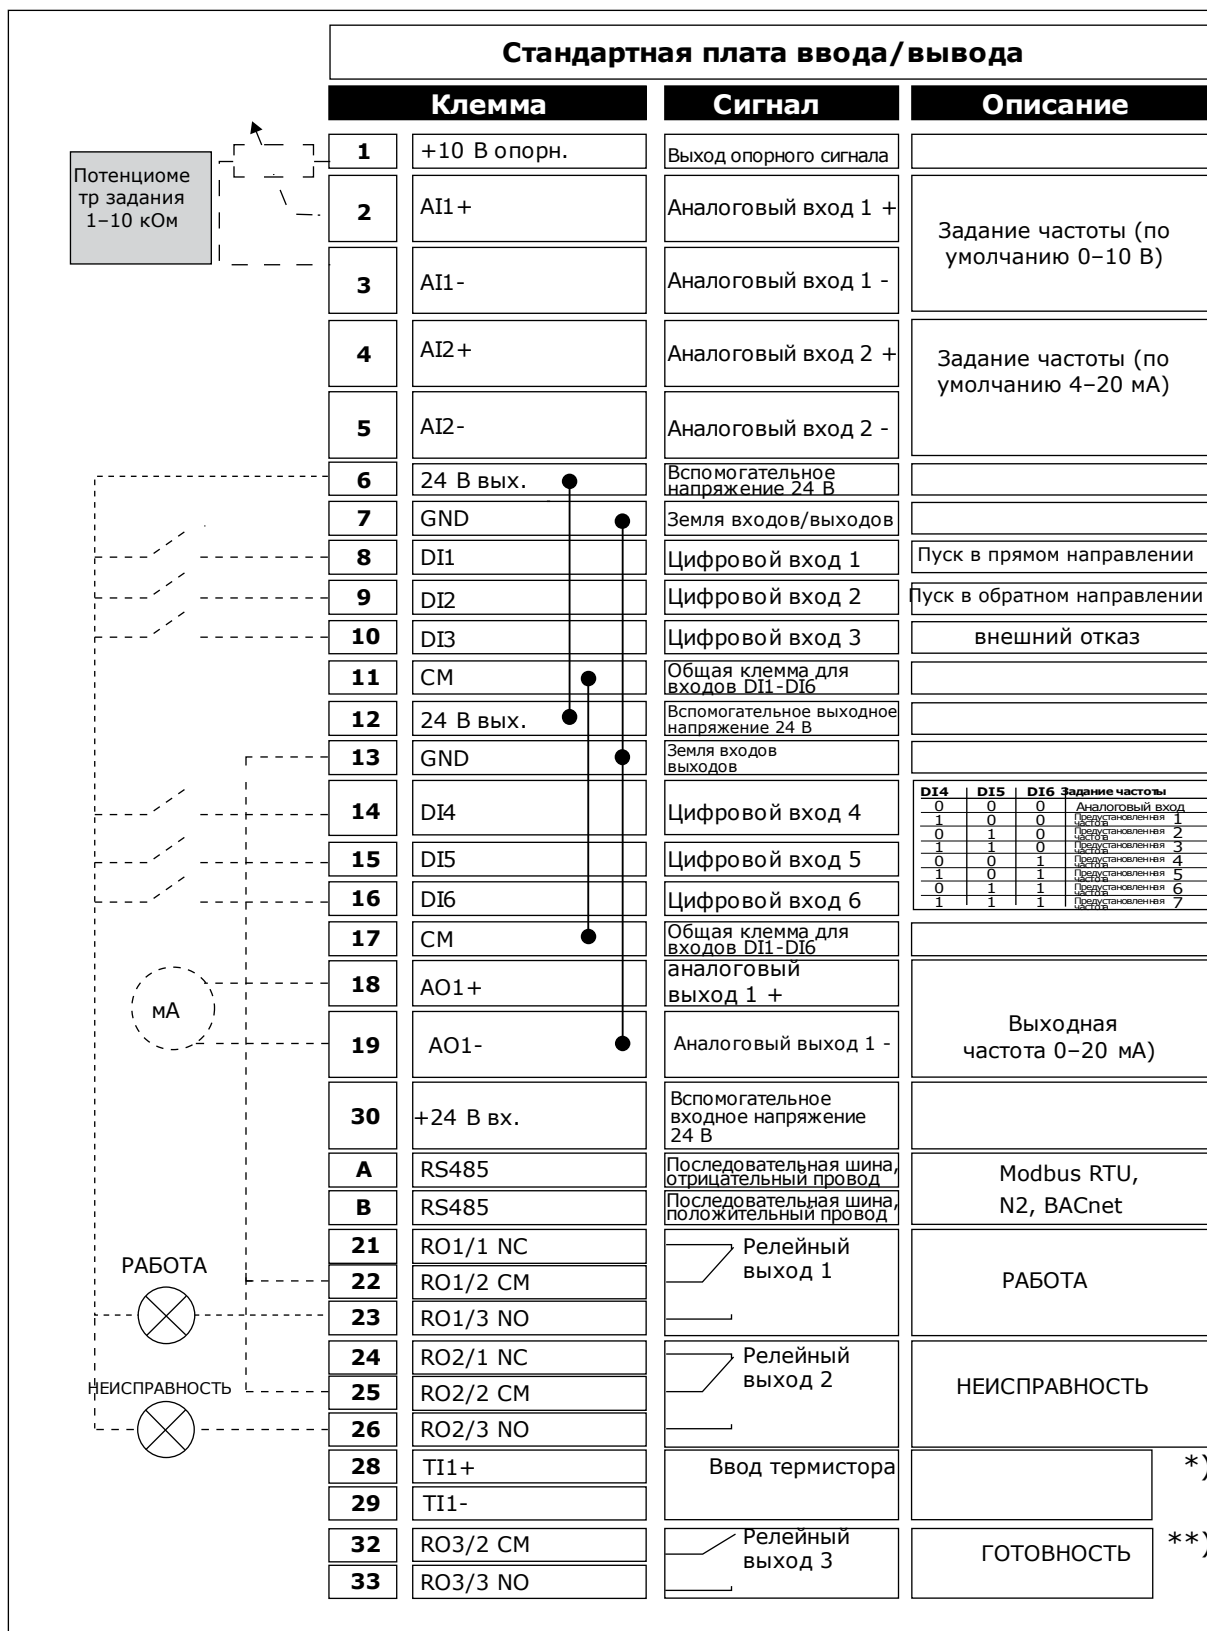 Стандартная плата ввода/вывода
Клемма Сигнал Описание
Потенциоме
тр задания
1–10 кОм
1 +10 В опорн. Выход опорного сигнала
2 AI1+ Аналоговый вход 1 +
Задание частоты (по
умолчанию 0–10 В)
3 AI1- Аналоговый вход 1 -
4 AI2+ Аналоговый вход 2 +
Задание частоты (по
умолчанию 4–20 мА)
5 AI2- Аналоговый вход 2 -
6 24 В вых. Вспомогательное
напряжение 24 В
7 GND Земля входов/выходов
8 DI1 Цифровой вход 1 Пуск в прямом направлении
9 DI2 Цифровой вход 2 Пуск в обратном направлении
10 DI3 Цифровой вход 3 внешний отказ
11 CM Общая клемма для
входов DI1-DI6
12 24 В вых. Вспомогательное выходное
напряжение 24 В
13 GND Земля входов
выходов
14 DI4 Цифровой вход 4
15 DI5 Цифровой вход 5
16 DI6 Цифровой вход 6
DI4 DI5 DI6 Задание частоты
0 0 0 Аналоговый вход
1 0 0 Предустановленная частота 1
0 1 0 Предустановленная частота 2
1 1 0 Предустановленная частота 3
0 0 1 Предустановленная частота 4
1 0 1 Предустановленная частота 5
0 1 1 Предустановленная частота 6
1 1 1 Предустановленная частота 7
17 CM Общая клемма для
входов DI1-DI6
18 AO1+ аналоговый
выход 1 +
мА
19 AO1- Аналоговый выход 1 -
Выходная
частота 0–20 мА)
30 +24 В вх. Вспомогательное
входное напряжение
24 В
A RS485 Последовательная шина,
отрицательный провод
B RS485 Последовательная шина,
положительный провод
Modbus RTU,
N2, BACnet
21 RO1/1 NC Релейный
выход 1
РАБОТА
22 RO1/2 CM РАБОТА
23 RO1/3 NO
24 RO2/1 NC Релейный
выход 2
НЕИСПРАВНОСТЬ
25 RO2/2 CM НЕИСПРАВНОСТЬ
26 RO2/3 NO
28 TI1+ Ввод термистора *)
29 TI1-
32 RO3/2 CM Релейный
выход 3
ГОТОВНОСТЬ **)
33 RO3/3 NO